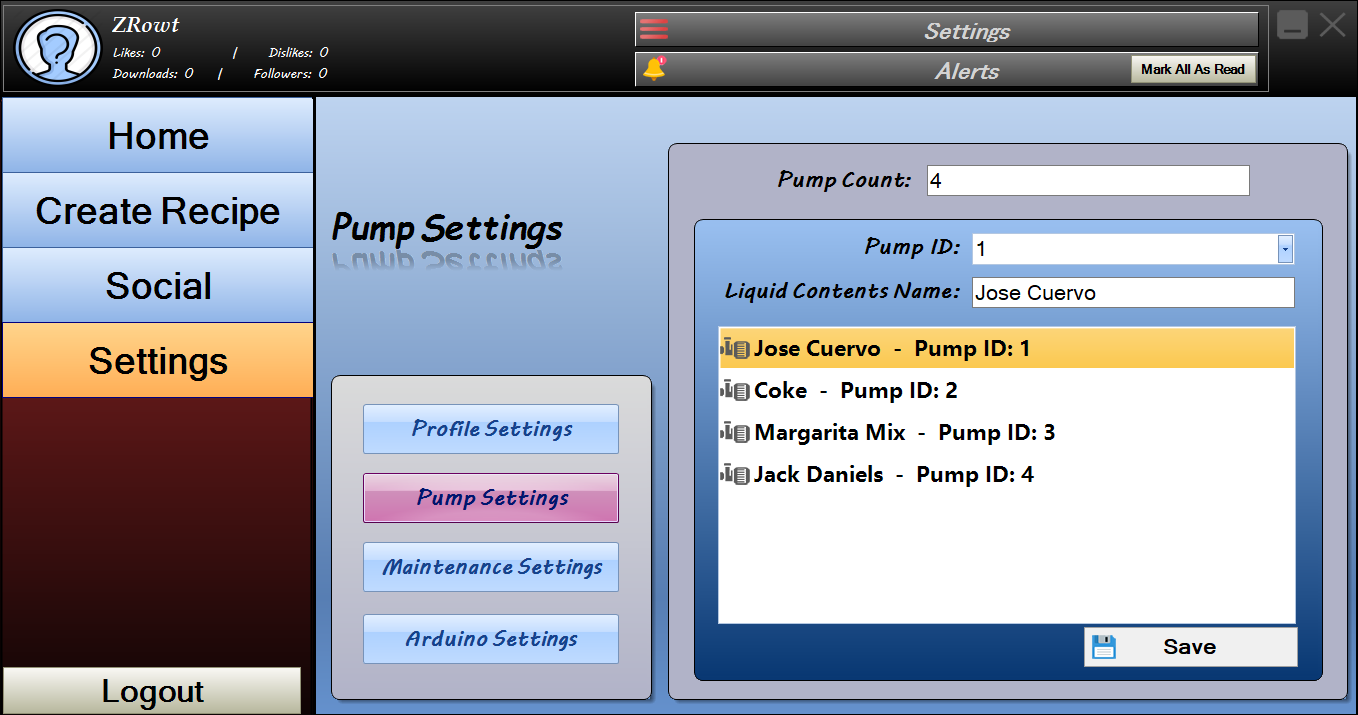 ZRowt
Likes: 0 | Dislikes: 0
Downloads: 0 | Followers: 0
Settings
Alerts
Mark All As Read
Home
Create Recipe
Social
Settings
Logout
Pump Settings
Profile Settings
Pump Settings
Maintenance Settings
Arduino Settings
Pump Count: 4
Pump ID: 1
Liquid Contents Name: Jose Cuervo
Jose Cuervo - Pump ID: 1
Coke - Pump ID: 2
Margarita Mix - Pump ID: 3
Jack Daniels - Pump ID: 4
Save